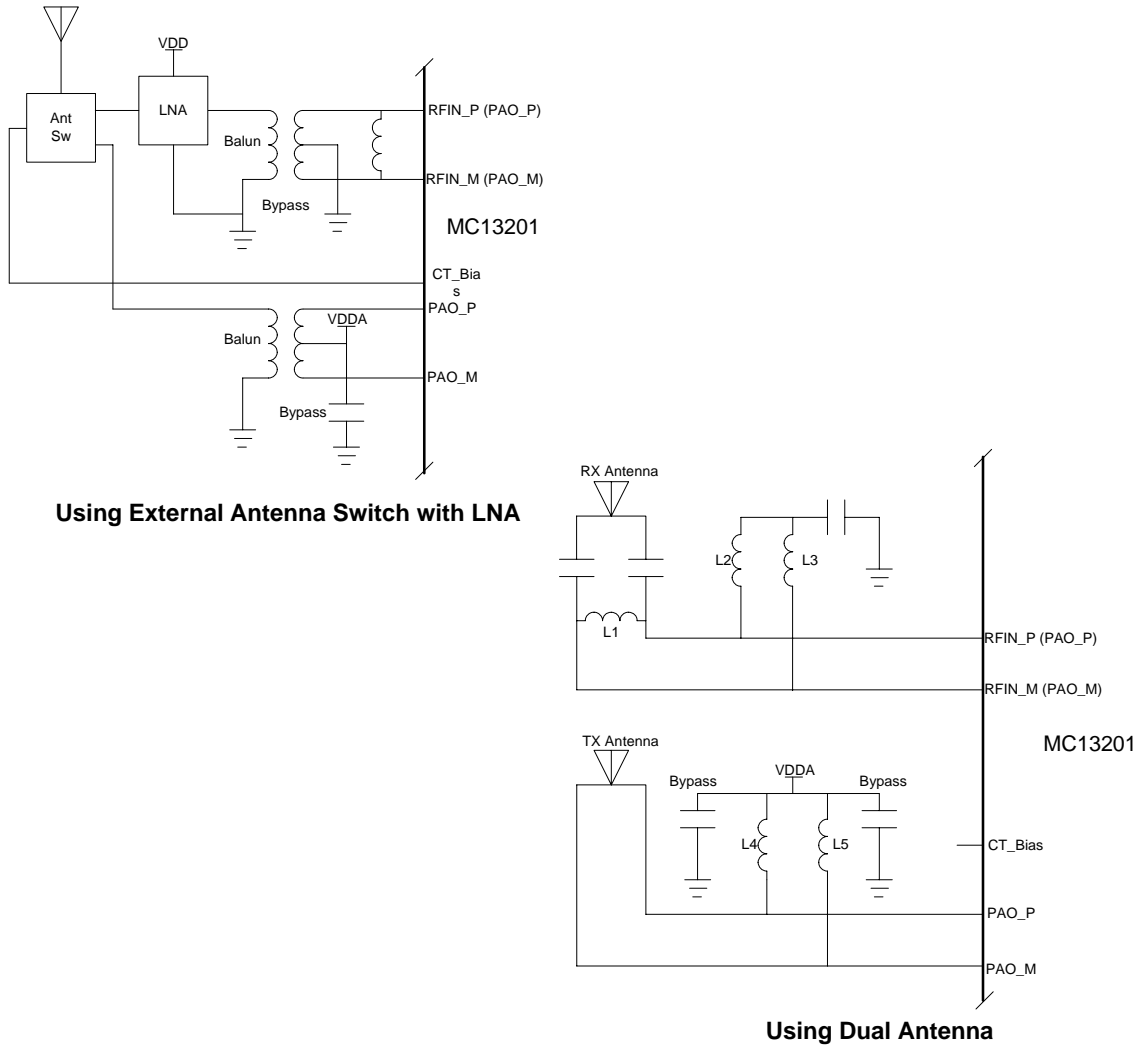 VDD
Ant
Sw
LNA
Balun
RFIN_P (PAO_P)
RFIN_M (PAO_M)
Bypass
MC13201
CT_Bia
s
PAO_P
VDDA
Balun
PAO_M
Bypass
Using External Antenna Switch with LNA
RX Antenna
L2
L3
L1
RFIN_P (PAO_P)
RFIN_M (PAO_M)
TX Antenna
MC13201
Bypass
VDDA
Bypass
L4
L5
CT_Bias
PAO_P
PAO_M
Using Dual Antenna